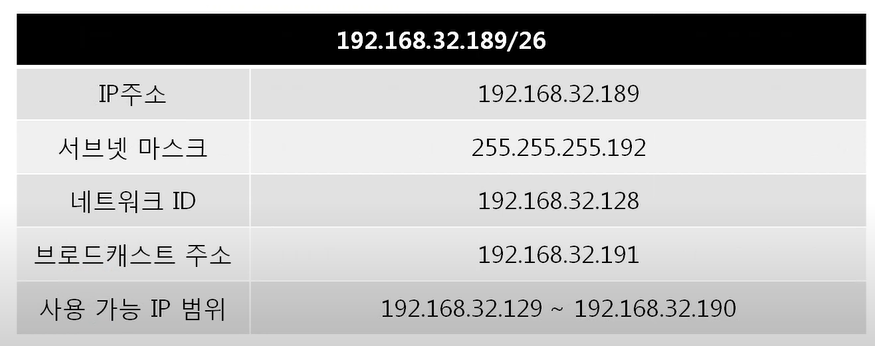 192.168.32.189/26
IP주소 192.168.32.189
서브넷 마스크 255.255.255.192
네트워크 ID 192.168.32.128
브로드캐스트 주소 192.168.32.191
사용 가능 IP 범위 192.168.32.129 ~ 192.168.32.190